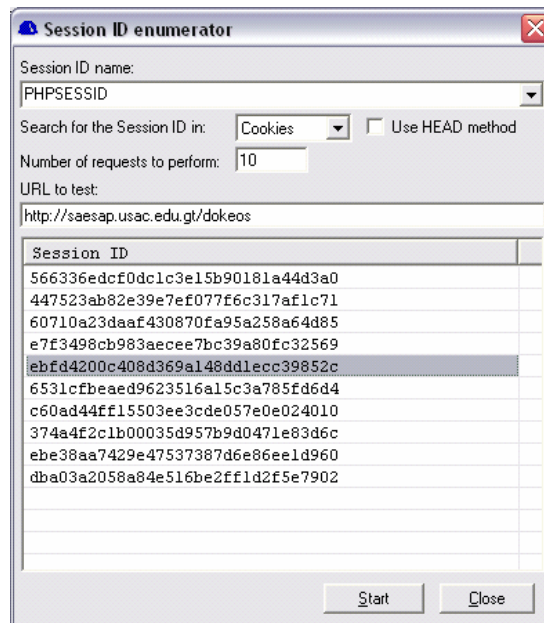 Session ID enumerator
Session ID name:
PHPSESSID
Search for the Session ID in: Cookies Use HEAD method
Number of requests to perform: 10
URL to test:
http://saesap.usac.edu.gt/dokeos
Session ID
566336edcf0dc1c3e15b90181a44d3a0
447523ab82e39e7ef077f6c317af1c71
60710a23daaf430870fa95a258a64d85
e7f3498cb983aecee7bc39a80fc32569
ebfd4200c408d369a148dd1ecc39852c
6531cfbeaed9623516a15c3a785fd6d4
c60ad44ff15503ee3cde057e0e024010
374a4f2c1b00035d957b9d0471e83d6c
ebe38aa7429e47537387d6e86ee1d960
dba03a2058a84e516be2ff1d2f5e7902
Start Close